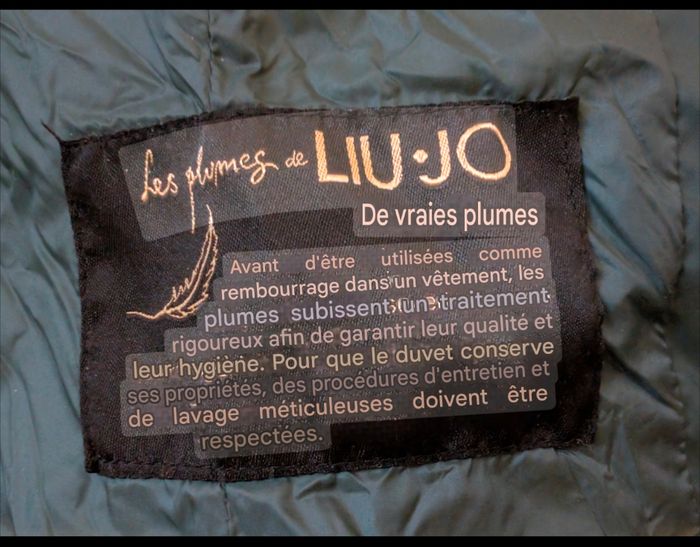 Les plumes de LIU·JO
De vraies plumes
Avant d'être utilisées comme
rembourrage dans un vêtement, les
plumes subissent un traitement
rigoureux afin de garantir leur qualité et
leur hygiène. Pour que le duvet conserve
ses propriétés, des procédures d'entretien et
de lavage méticuleuses doivent être
respectées.